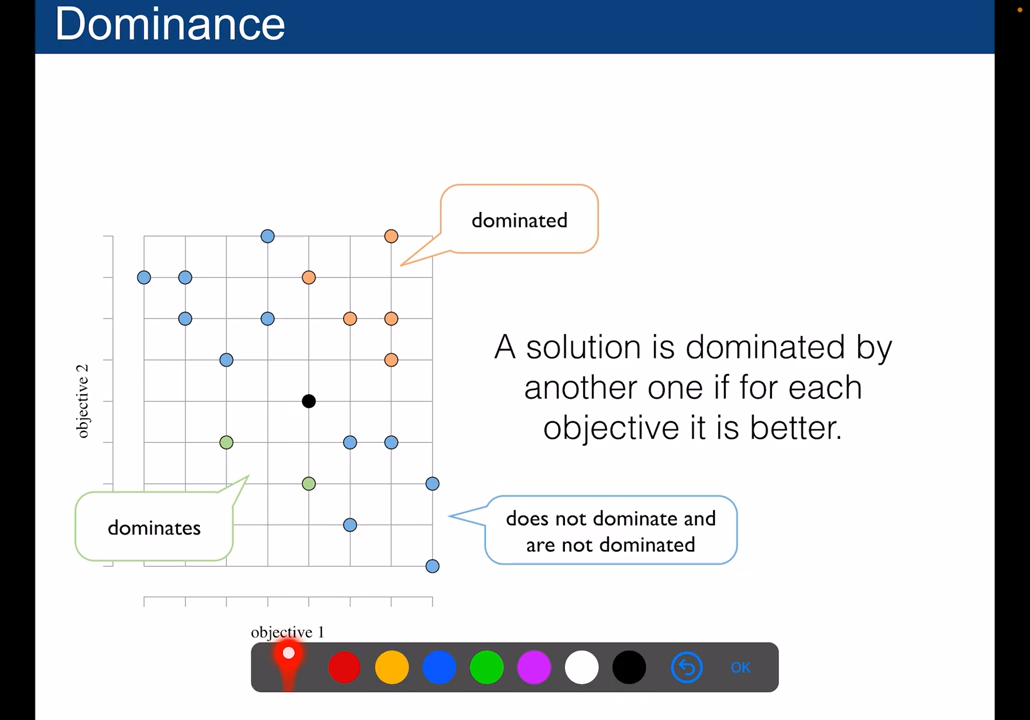 Dominance
dominated
A solution is dominated by
another one if for each
objective it is better.
objective 2
dominates
does not dominate and
are not dominated
objective 1
OK